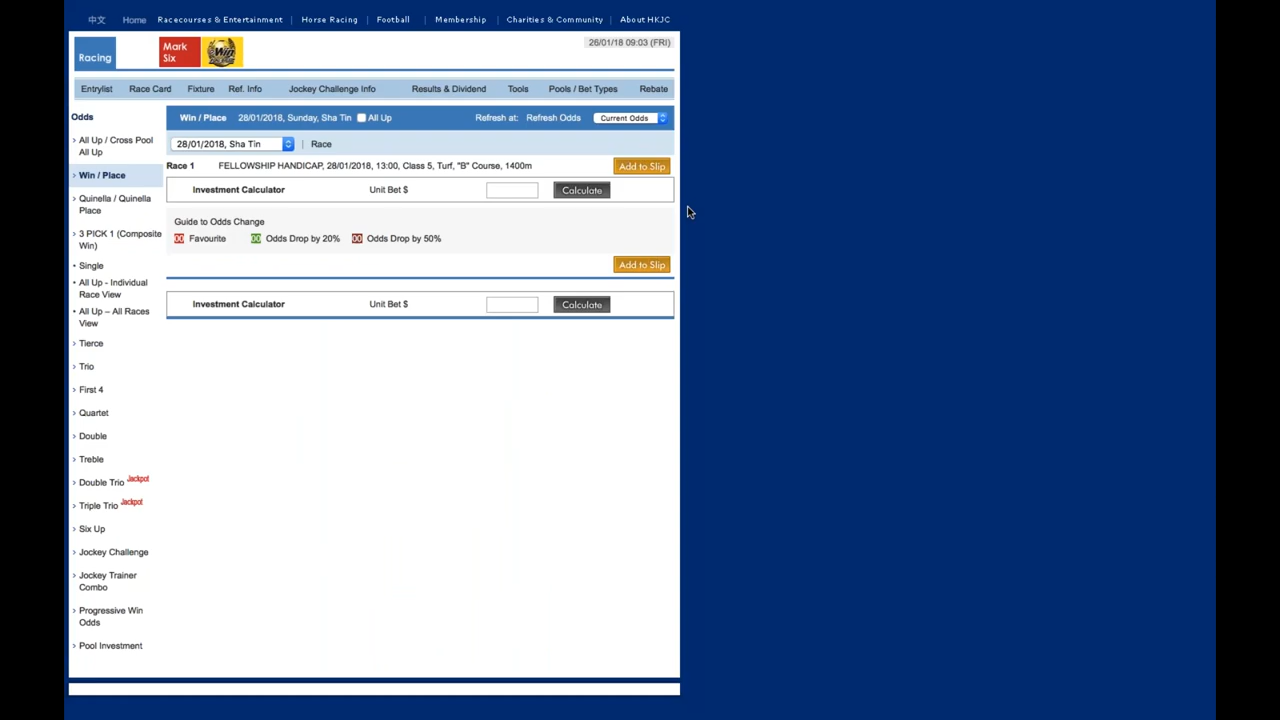 中文 Home Racecourses & Entertainment Horse Racing Football Membership Charities & Community About HKJC
Racing
Mark
Six
Win
26/01/18 09:03 (FRI)
Entrylist Race Card Fixture Ref. Info Jockey Challenge Info Results & Dividend Tools Pools / Bet Types Rebate
Odds
All Up / Cross Pool
All Up
Win / Place
Quinella / Quinella
Place
3 PICK 1 (Composite
Win)
Single
All Up - Individual
Race View
All Up – All Races
View
Tierce
Trio
First 4
Quartet
Double
Treble
Double Trio Jackpot
Triple Trio Jackpot
Six Up
Jockey Challenge
Jockey Trainer
Combo
Progressive Win
Odds
Pool Investment
Win / Place 28/01/2018, Sunday, Sha Tin All Up Refresh at: Refresh Odds Current Odds
28/01/2018, Sha Tin | Race
Race 1 FELLOWSHIP HANDICAP, 28/01/2018, 13:00, Class 5, Turf, "B" Course, 1400m Add to Slip
Investment Calculator Unit Bet $ Calculate
Guide to Odds Change
00 Favourite 00 Odds Drop by 20% 00 Odds Drop by 50%
Add to Slip
Investment Calculator Unit Bet $ Calculate